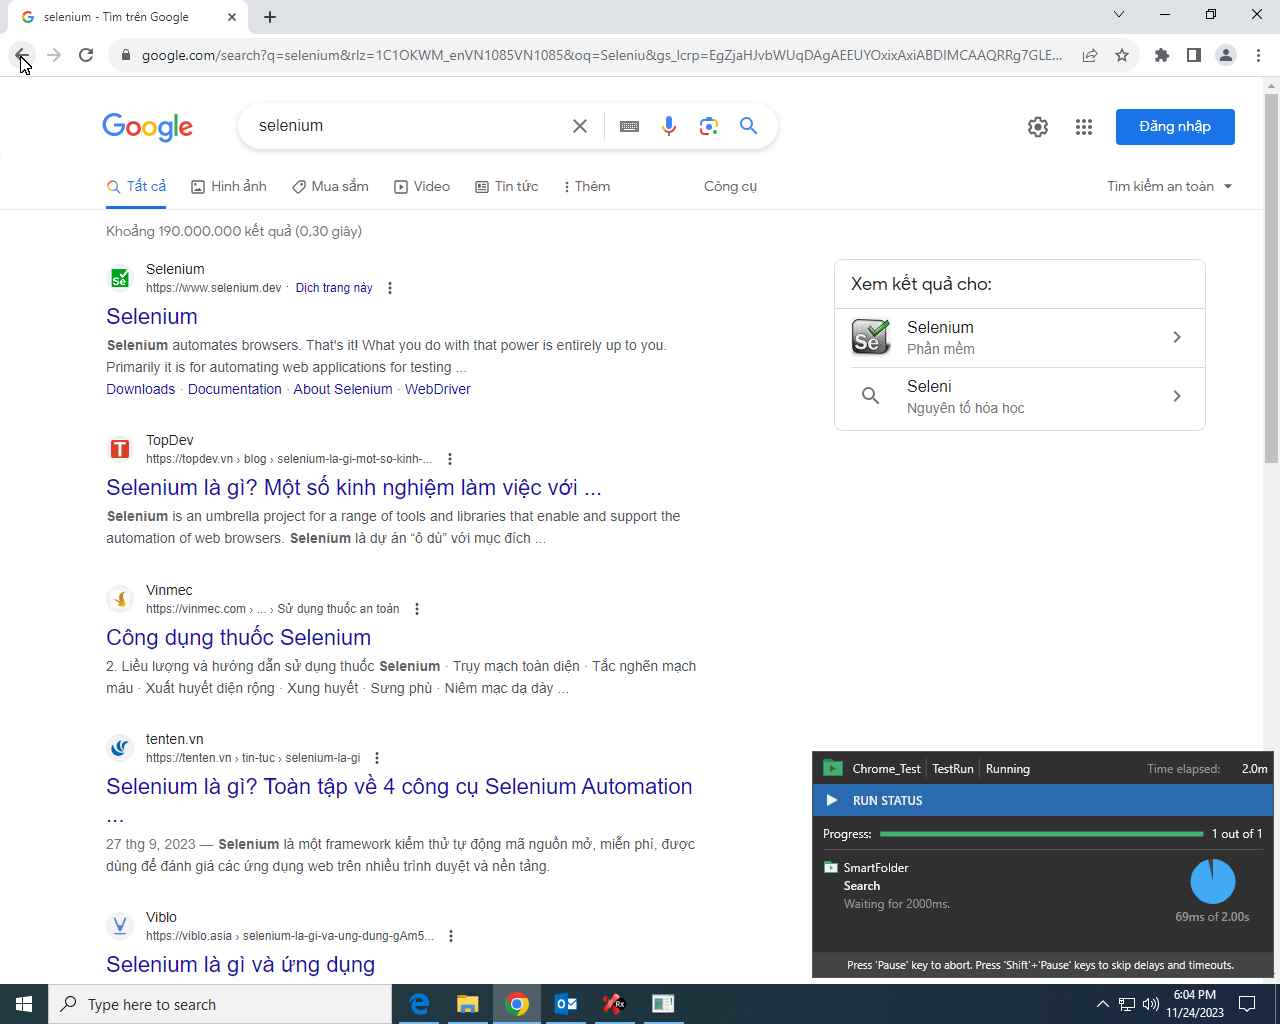 selenium - Tìm trên Google
google.com/search?q=selenium&rlz=1C1OKWM_enVN1085VN1085&oq=Seleniu&gs_lcrp=EgZjaHJvbWUqDAgAEEUYOxixAxiABDIMCAAQRRg7GLE...
Google
selenium
Đăng nhập
Tất cả
Hình ảnh
Mua sắm
Video
Tin tức
Thêm
Công cụ
Tìm kiếm an toàn
Khoảng 190.000.000 kết quả (0,30 giây)
Selenium
https://www.selenium.dev · Dịch trang này
Selenium
Selenium automates browsers. That's it! What you do with that power is entirely up to you.
Primarily it is for automating web applications for testing ...
Downloads · Documentation · About Selenium · WebDriver
Xem kết quả cho:
Se
Selenium
Phần mềm
Seleni
Nguyên tố hóa học
TopDev
https://topdev.vn › blog › selenium-la-gi-mot-so-kinh-...
Selenium là gì? Một số kinh nghiệm làm việc với ...
Selenium is an umbrella project for a range of tools and libraries that enable and support the
automation of web browsers. Selenium là dự án “ô dù” với mục đích ...
Vinmec
https://vinmec.com › ... › Sử dụng thuốc an toàn
Công dụng thuốc Selenium
2. Liều lượng và hướng dẫn sử dụng thuốc Selenium · Trụy mạch toàn diện · Tắc nghẽn mạch
máu · Xuất huyết diện rộng · Xung huyết · Sưng phù · Niêm mạc dạ dày ...
tenten.vn
https://tenten.vn › tin-tuc › selenium-la-gi
Selenium là gì? Toàn tập về 4 công cụ Selenium Automation
...
27 thg 9, 2023 — Selenium là một framework kiểm thử tự động mã nguồn mở, miễn phí, được
dùng để đánh giá các ứng dụng web trên nhiều trình duyệt và nền tảng.
Viblo
https://viblo.asia › selenium-la-gi-va-ung-dung-gAm5...
Selenium là gì và ứng dụng
Chrome_Test
TestRun
Running
Time elapsed: 2.0m
RUN STATUS
Progress: 1 out of 1
SmartFolder
Search
Waiting for 2000ms.
69ms of 2.00s
Press 'Pause' key to abort. Press 'Shift'+'Pause' keys to skip delays and timeouts.
Type here to search
6:04 PM
11/24/2023